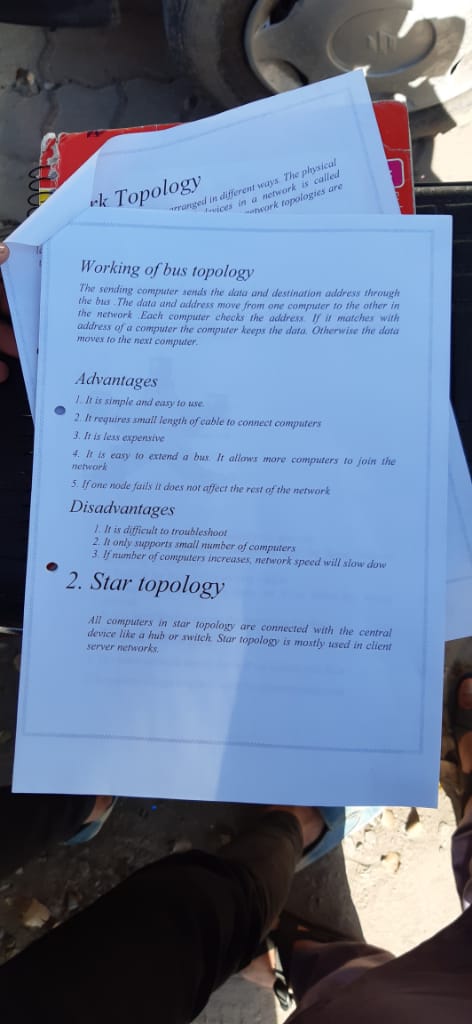 rk Topology
arranged in different ways. The physical
devices in a network is called
network topologies are
Working of bus topology
The sending computer sends the data and destination address through
the bus .The data and address move from one computer to the other in
the network .Each computer checks the address. If it matches with
address of a computer the computer keeps the data. Otherwise the data
moves to the next computer.
Advantages
1. It is simple and easy to use.
2. It requires small length of cable to connect computers
3. It is less expensive
4. It is easy to extend a bus. It allows more computers to join the
network
5. If one node fails it does not affect the rest of the network
Disadvantages
1. It is difficult to troubleshoot
2. It only supports small number of computers
3. If number of computers increases, network speed will slow dow
2. Star topology
All computers in star topology are connected with the central
device like a hub or switch. Star topology is mostly used in client
server networks.